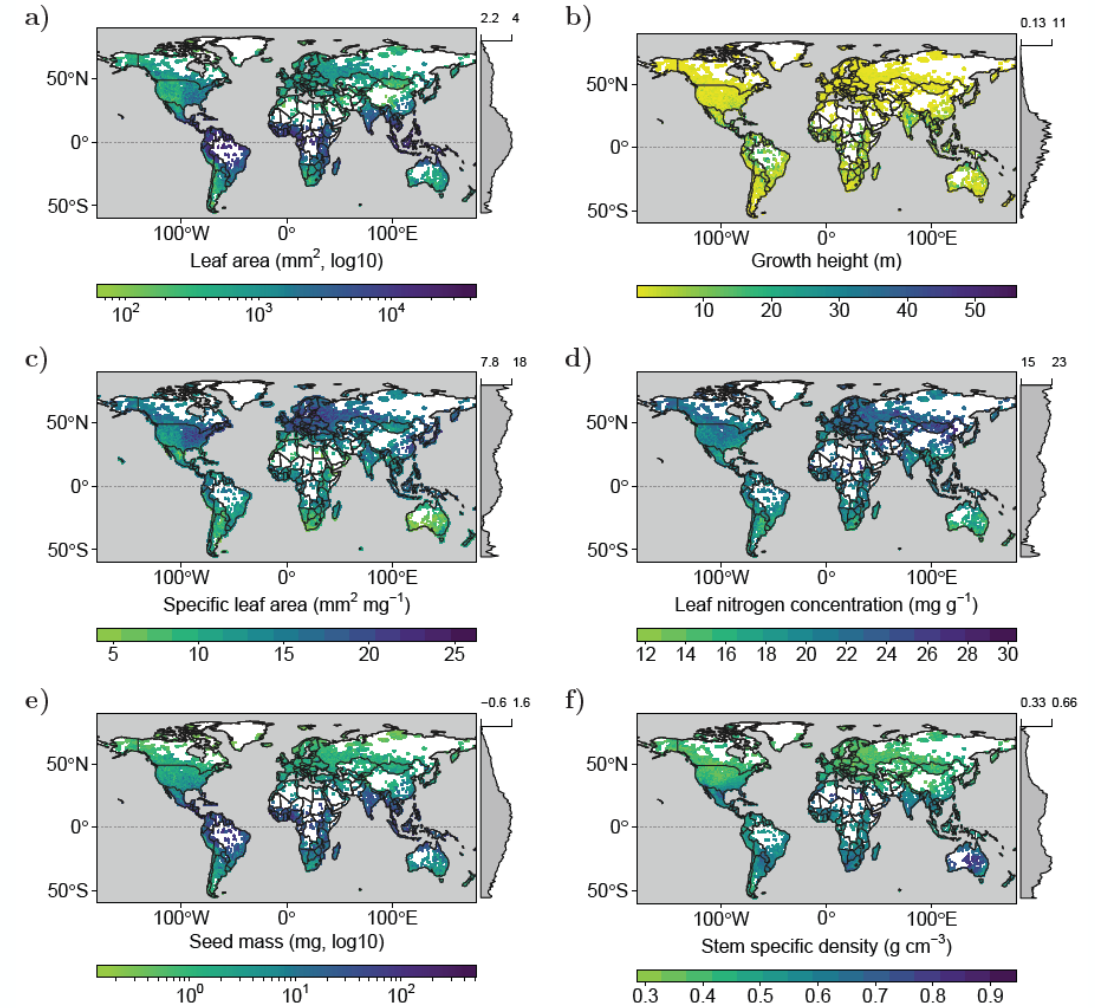 a)
2.2 4
50°N
0°
50°S
100°W 0° 100°E
Leaf area (mm², log10)
10² 10³ 10⁴
b)
0.13 11
50°N
0°
50°S
100°W 0° 100°E
Growth height (m)
10 20 30 40 50
c)
7.8 18
50°N
0°
50°S
100°W 0° 100°E
Specific leaf area (mm² mg⁻¹)
5 10 15 20 25
d)
15 23
50°N
0°
50°S
100°W 0° 100°E
Leaf nitrogen concentration (mg g⁻¹)
12 14 16 18 20 22 24 26 28 30
e)
−0.6 1.6
50°N
0°
50°S
100°W 0° 100°E
Seed mass (mg, log10)
10⁰ 10¹ 10²
f)
0.33 0.66
50°N
0°
50°S
100°W 0° 100°E
Stem specific density (g cm⁻³)
0.3 0.4 0.5 0.6 0.7 0.8 0.9